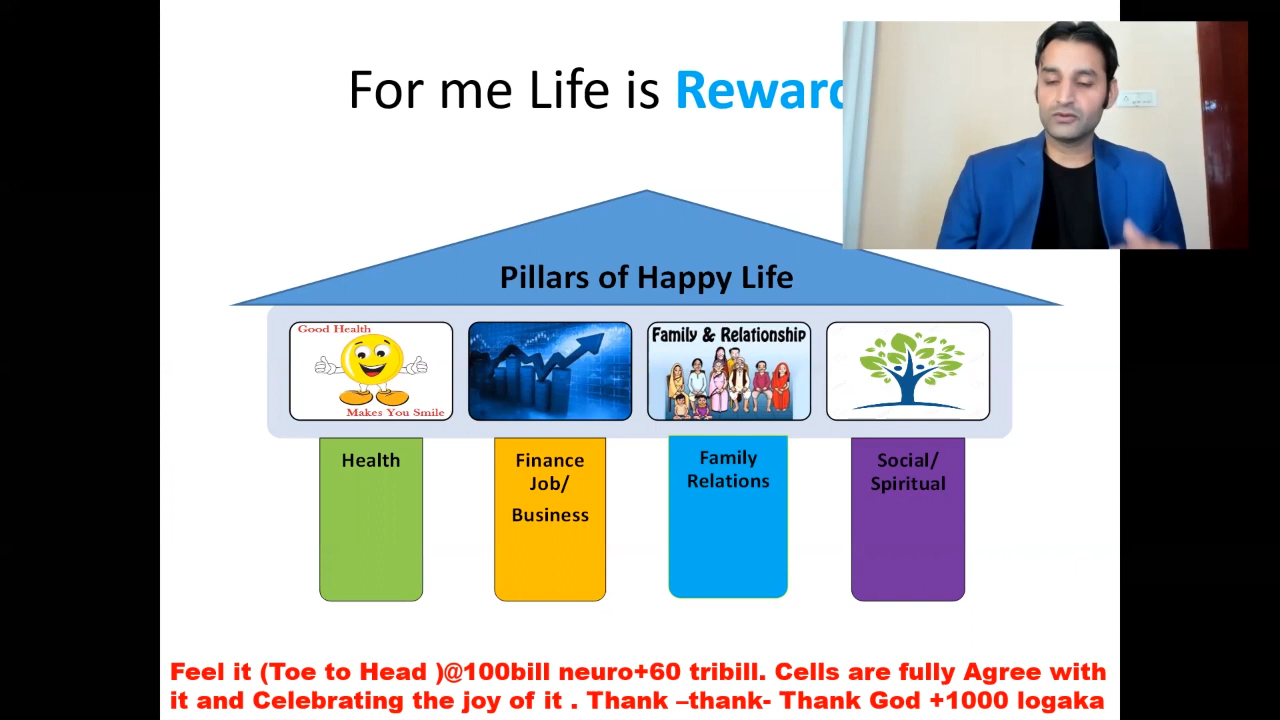 For me Life is Reward
Pillars of Happy Life
Good Health
Makes You Smile
Family & Relationship
Health
Finance
Job/
Business
Family
Relations
Social/
Spiritual
Feel it (Toe to Head )@100bill neuro+60 tribill. Cells are fully Agree with
it and Celebrating the joy of it . Thank –thank- Thank God +1000 logaka